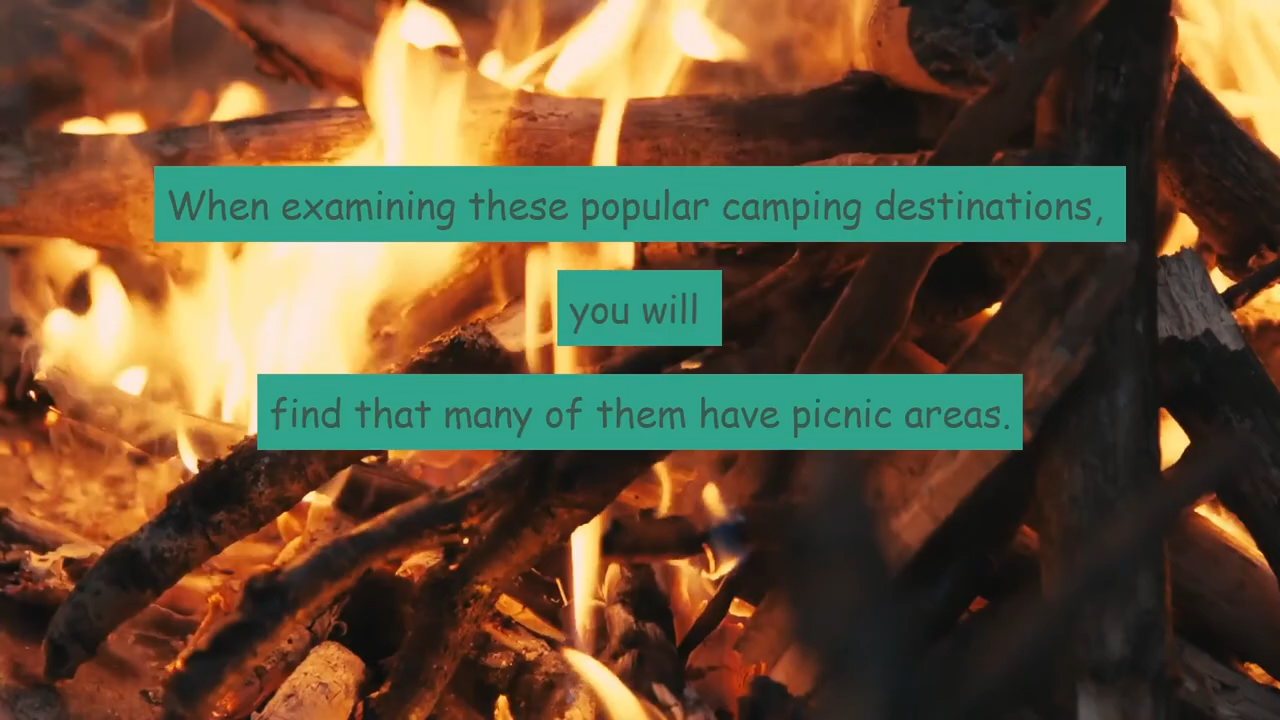 When examining these popular camping destinations,
you will
find that many of them have picnic areas.